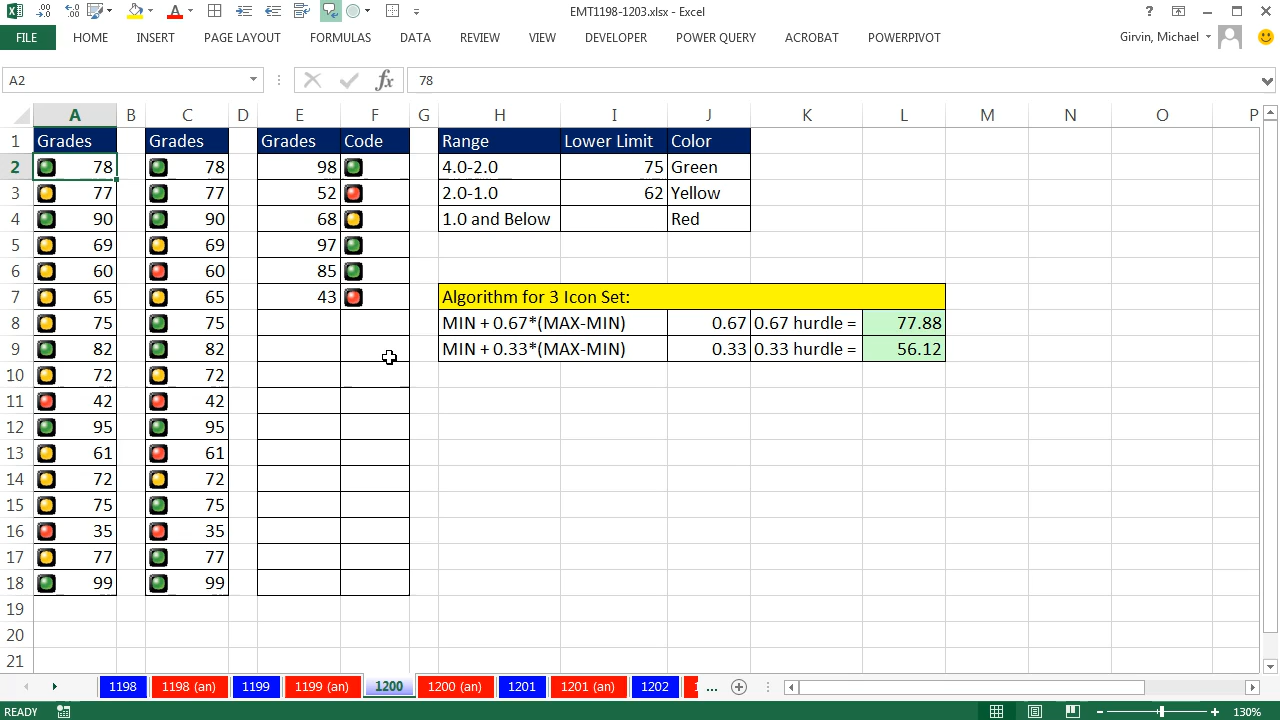 EMT1198-1203.xlsx - Excel
FILE HOME INSERT PAGE LAYOUT FORMULAS DATA REVIEW VIEW DEVELOPER POWER QUERY ACROBAT POWERPIVOT Girvin, Michael
A2 fx 78
A B C D E F G H I J K L M N O P
1 Grades Grades Grades Code Range Lower Limit Color
2 78 78 98 4.0-2.0 75 Green
3 77 77 52 2.0-1.0 62 Yellow
4 90 90 68 1.0 and Below Red
5 69 69 97
6 60 60 85
7 65 65 43 Algorithm for 3 Icon Set:
8 75 75 MIN + 0.67*(MAX-MIN) 0.67 0.67 hurdle = 77.88
9 82 82 MIN + 0.33*(MAX-MIN) 0.33 0.33 hurdle = 56.12
10 72 72
11 42 42
12 95 95
13 61 61
14 72 72
15 75 75
16 35 35
17 77 77
18 99 99
19
20
21
1198 1198 (an) 1199 1199 (an) 1200 1200 (an) 1201 1201 (an) 1202 1 ...
READY 130%